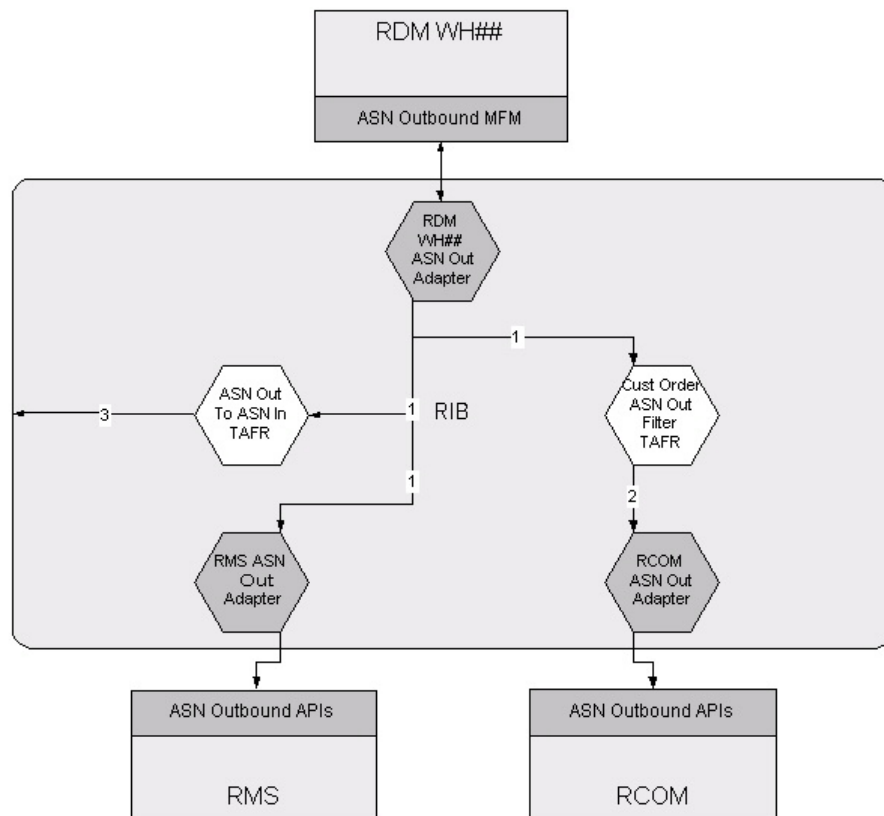 RDM WH##
ASN Outbound MFM
RDM
WH##
ASN Out
Adapter
1
ASN Out
To ASN In
TAFR
3
1
RIB
Cust Order
ASN Out
Filter
TAFR
1
2
RMS ASN
Out
Adapter
RCOM
ASN Out
Adapter
ASN Outbound APIs
RMS
ASN Outbound APIs
RCOM